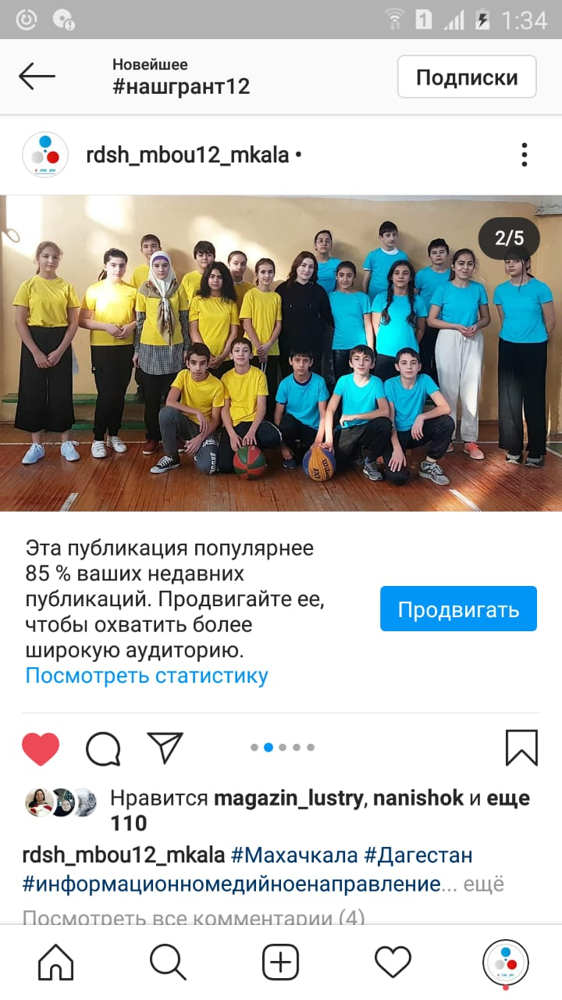 1 1:34
Новейшее
#нашгрант12
Подписки
rdsh_mbou12_mkala •
2/5
Эта публикация популярнее
85 % ваших недавних
публикаций. Продвигайте ее,
чтобы охватить более
широкую аудиторию.
Продвигать
Посмотреть статистику
Нравится magazin_lustry, nanishok и еще
110
rdsh_mbou12_mkala #Махачкала #Дагестан
#информационномедийноенаправление... ещё
Посмотреть все комментарии (4)